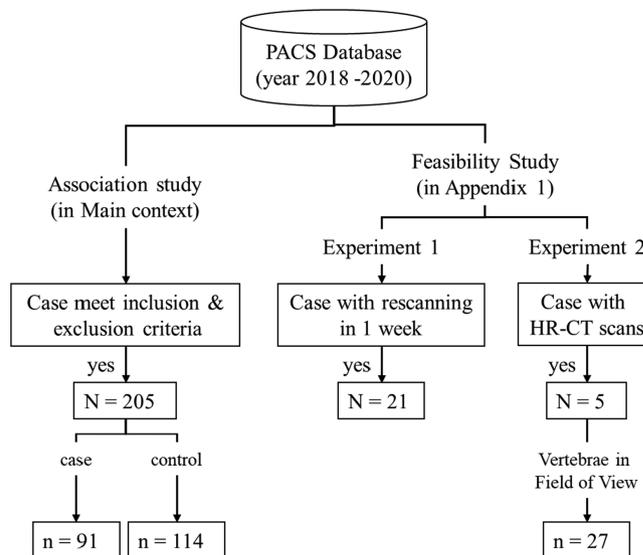 PACS Database
(year 2018 -2020)
Association study
(in Main context)
Feasibility Study
(in Appendix 1)
Experiment 1
Experiment 2
Case meet inclusion &
exclusion criteria
Case with rescanning
in 1 week
Case with
HR-CT scans
yes
yes
yes
N = 205
N = 21
N = 5
case
control
Vertebrae in
Field of View
n = 91
n = 114
n = 27